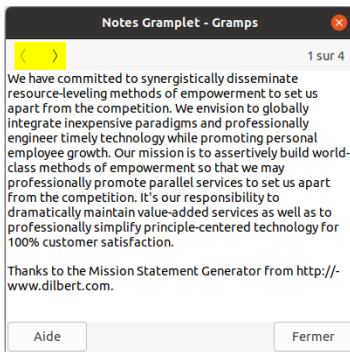 Notes Gramplet - Gramps
1 sur 4
We have committed to synergistically disseminate
resource-leveling methods of empowerment to set us
apart from the competition. We envision to globally
integrate inexpensive paradigms and professionally
engineer timely technology while promoting personal
employee growth. Our mission is to assertively build world-
class methods of empowerment so that we may
professionally promote parallel services to set us apart
from the competition. It's our responsibility to
dramatically maintain value-added services as well as to
professionally simplify principle-centered technology for
100% customer satisfaction.
Thanks to the Mission Statement Generator from http://-
www.dilbert.com.
Aide
Fermer